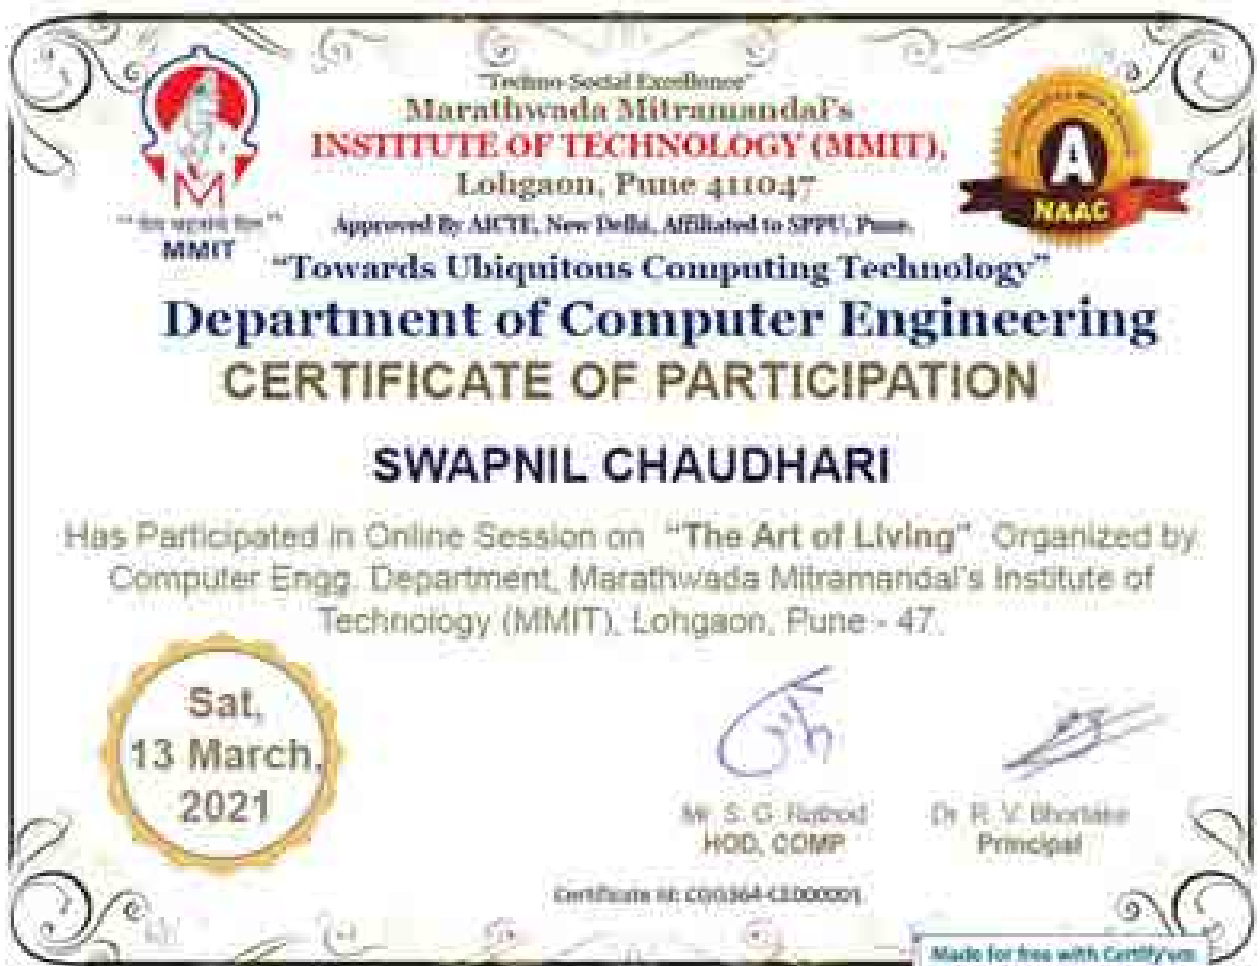 "Techno-Social Excellence"
Marathwada Mitramandal's
INSTITUTE OF TECHNOLOGY (MMIT),
Lohgaon, Pune 411047
Approved By AICTE, New Delhi, Affiliated to SPPU, Pune.
MMIT
A
NAAC
"Towards Ubiquitous Computing Technology"
Department of Computer Engineering
CERTIFICATE OF PARTICIPATION
SWAPNIL CHAUDHARI
Has Participated in Online Session on "The Art of Living" Organized by
Computer Engg. Department, Marathwada Mitramandal's Institute of
Technology (MMIT), Lohgaon, Pune - 47.
Sat,
13 March,
2021
Mr. S. G. Rathod
HOD, COMP
Dr. R. V. Bhortake
Principal
Certificate Id:
Made for free with Certify'em